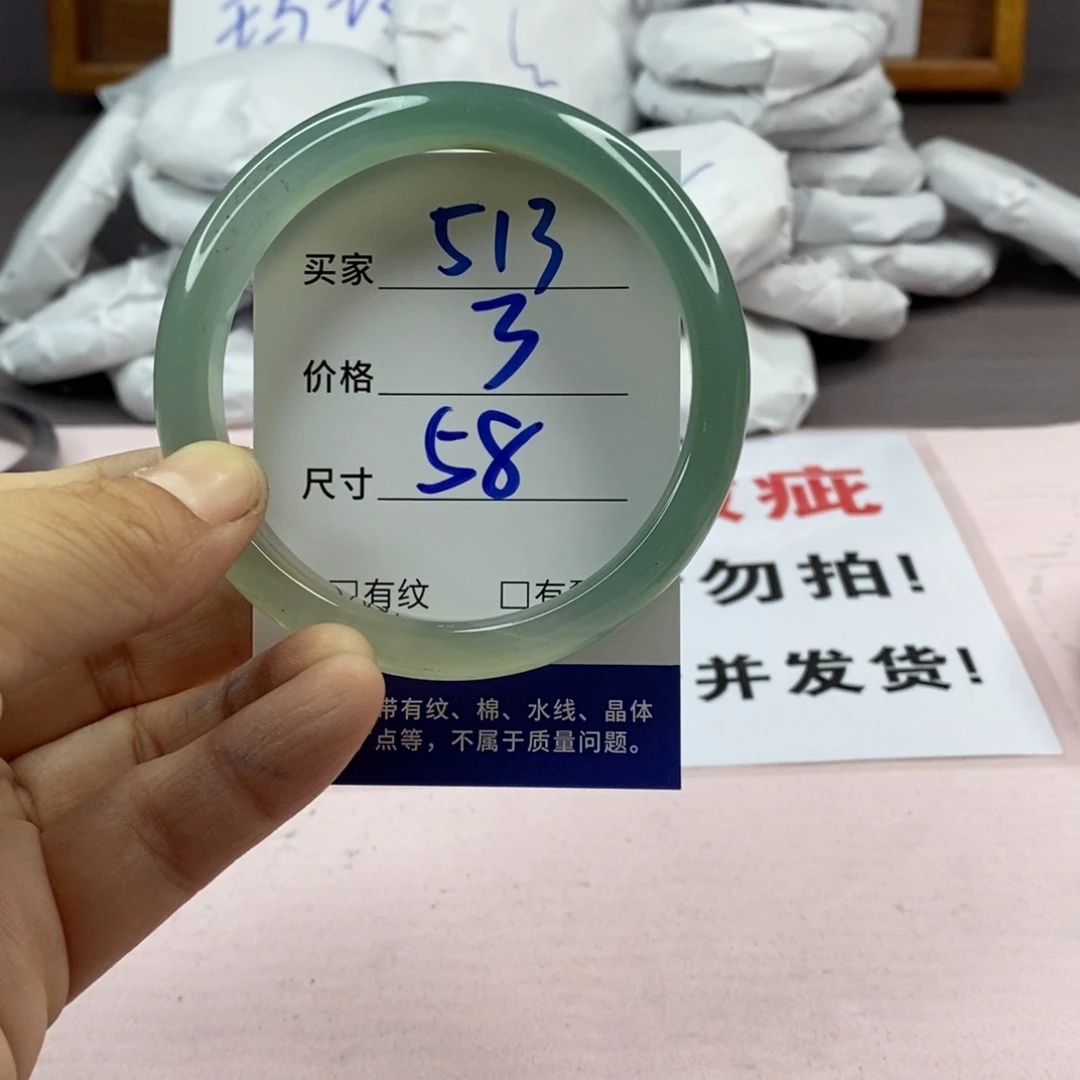 买家 513
价格 3
尺寸 58
有纹 有
带有纹、棉、水线、晶体
点等，不属于质量问题。
疵
勿拍!
并发货!